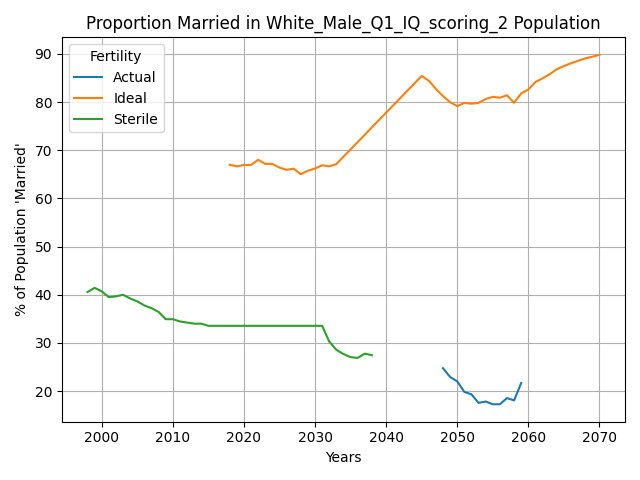 Proportion Married in White_Male_Q1_IQ_scoring_2 Population
Fertility
Actual
Ideal
Sterile
% of Population 'Married'
90
80
70
60
50
40
30
20
2000 2010 2020 2030 2040 2050 2060 2070
Years